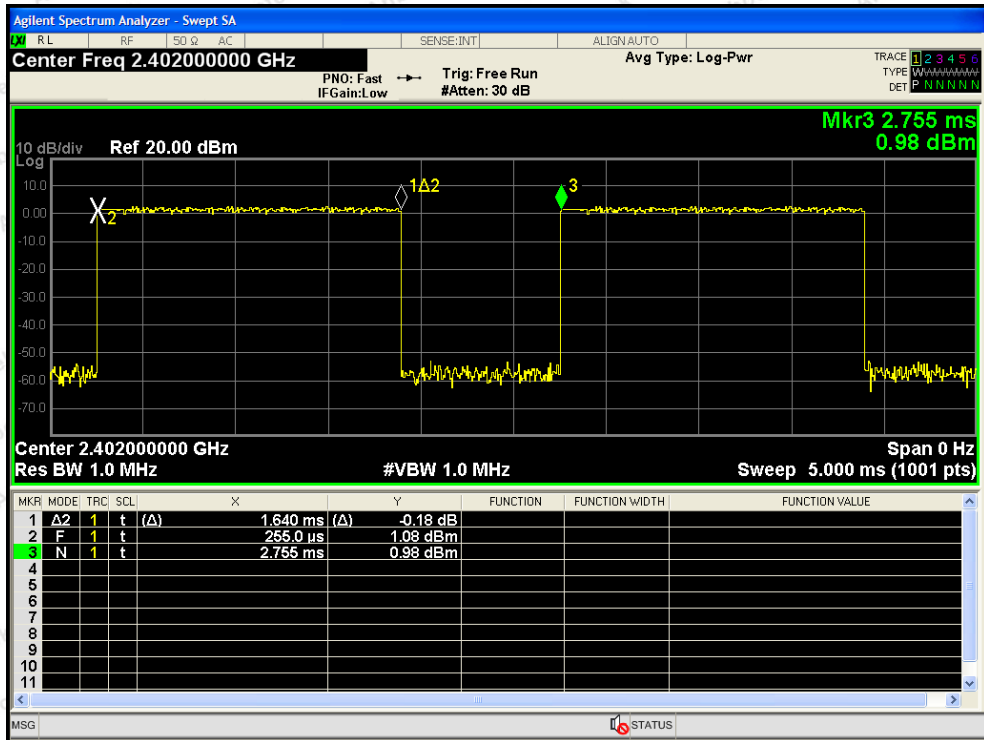 Agilent Spectrum Analyzer - Swept SA
LXI RL RF 50 Ω AC SENSE:INT ALIGN AUTO
Center Freq 2.402000000 GHz Avg Type: Log-Pwr TRACE 1 2 3 4 5 6
PNO: Fast Trig: Free Run TYPE WWWWWW
IFGain:Low #Atten: 30 dB DET P N N N N N
Mkr3 2.755 ms
10 dB/div Ref 20.00 dBm 0.98 dBm
Log
10.0
1Δ2
3
2
0.00
-10.0
-20.0
-30.0
-40.0
-50.0
-60.0
-70.0
Center 2.402000000 GHz Span 0 Hz
Res BW 1.0 MHz #VBW 1.0 MHz Sweep 5.000 ms (1001 pts)
MKR MODE TRC SCL X Y FUNCTION FUNCTION WIDTH FUNCTION VALUE
1 Δ2 1 t (Δ) 1.640 ms (Δ) -0.18 dB
2 F 1 t 255.0 µs 1.08 dBm
3 N 1 t 2.755 ms 0.98 dBm
4
5
6
7
8
9
10
11
MSG STATUS